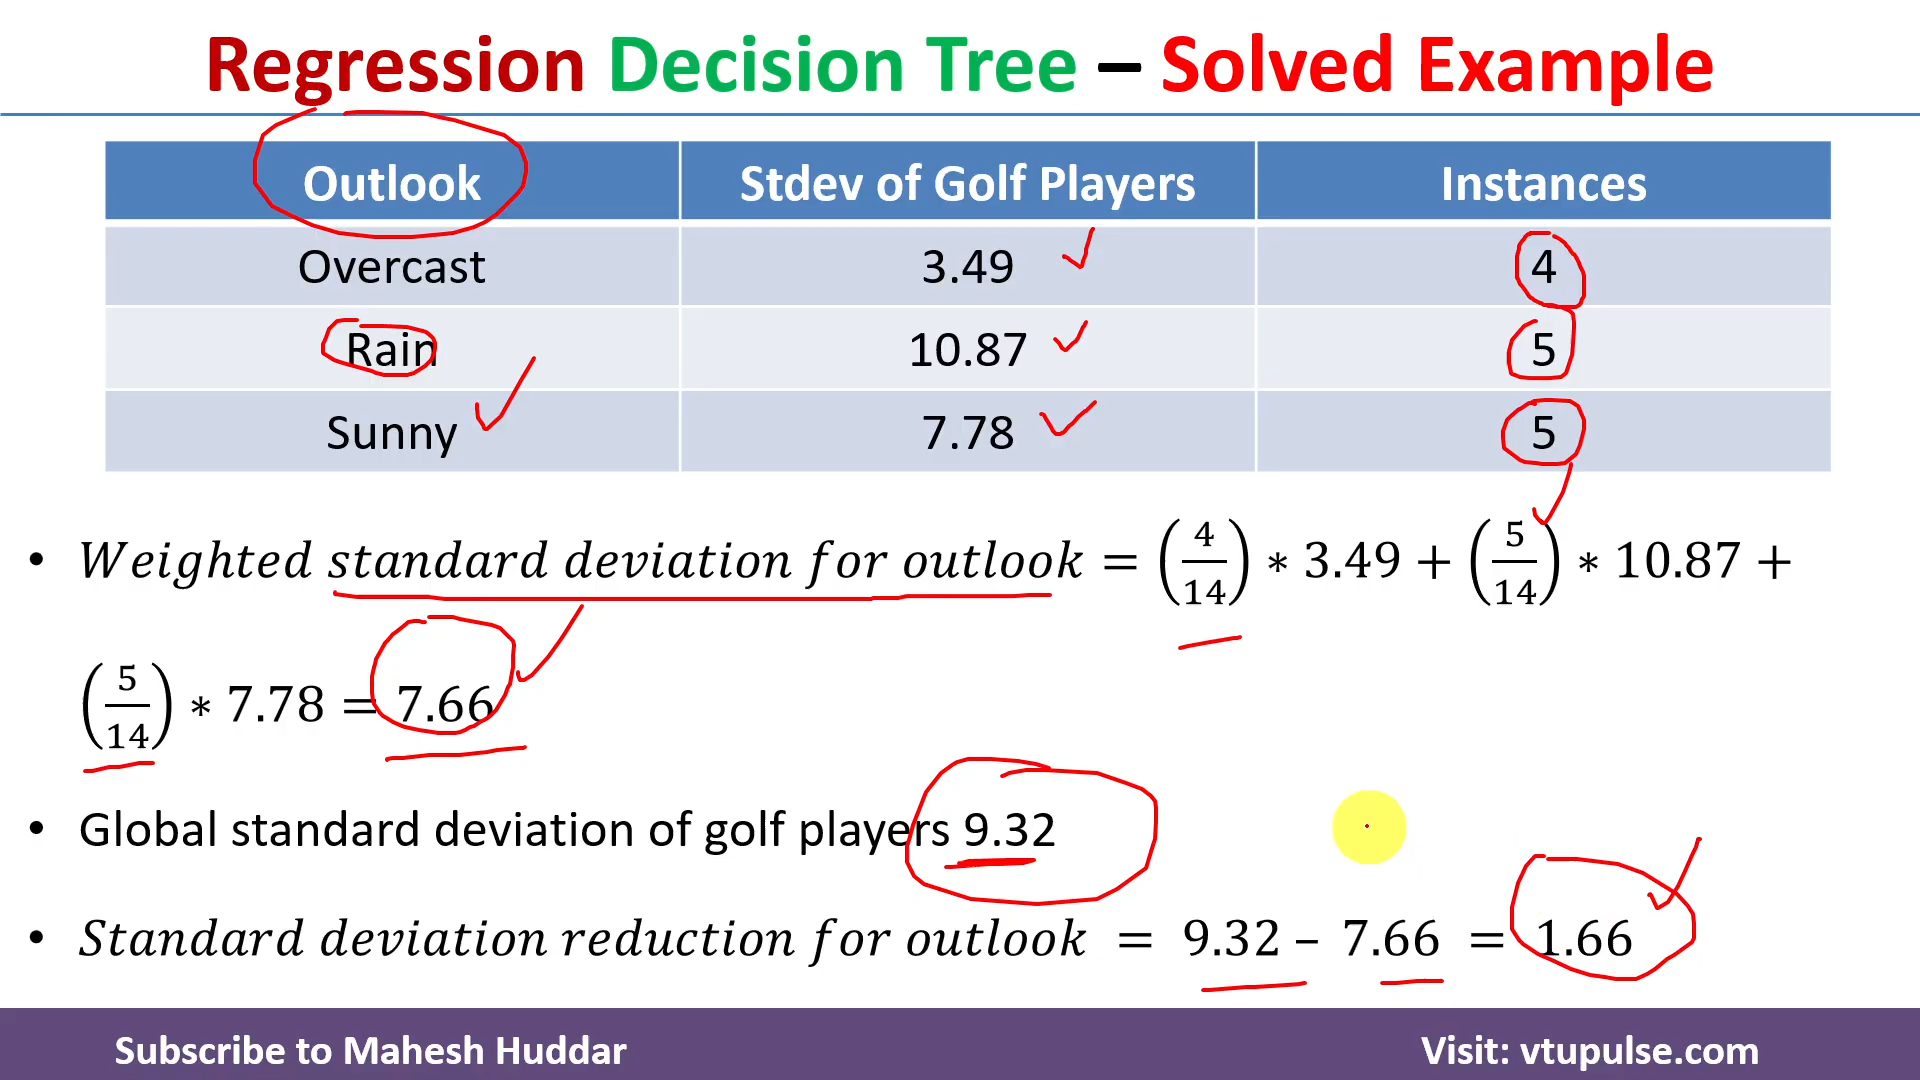 Regression Decision Tree – Solved Example
Outlook Stdev of Golf Players Instances
Overcast 3.49 4
Rain 10.87 5
Sunny 7.78 5
• Weighted standard deviation for outlook = (4/14) * 3.49 + (5/14) * 10.87 +
(5/14) * 7.78 = 7.66
• Global standard deviation of golf players 9.32
• Standard deviation reduction for outlook = 9.32 – 7.66 = 1.66
Subscribe to Mahesh Huddar Visit: vtupulse.com